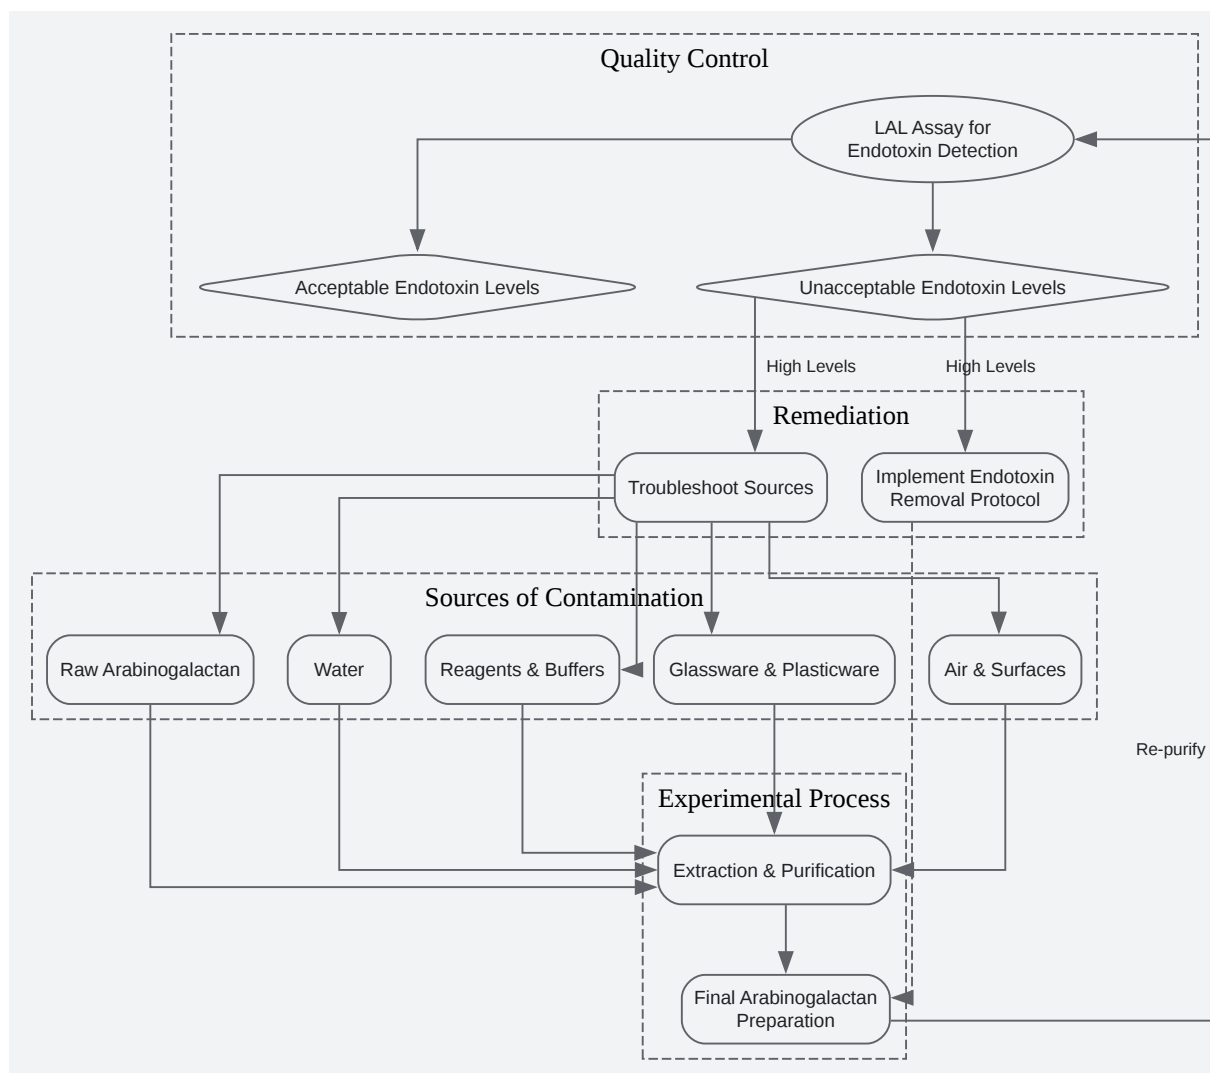 Quality Control
LAL Assay for
Endotoxin Detection
Acceptable Endotoxin Levels
Unacceptable Endotoxin Levels
High Levels
High Levels
Remediation
Troubleshoot Sources
Implement Endotoxin
Removal Protocol
Sources of Contamination
Raw Arabinogalactan
Water
Reagents & Buffers
Glassware & Plasticware
Air & Surfaces
Re-purify
Experimental Process
Extraction & Purification
Final Arabinogalactan
Preparation